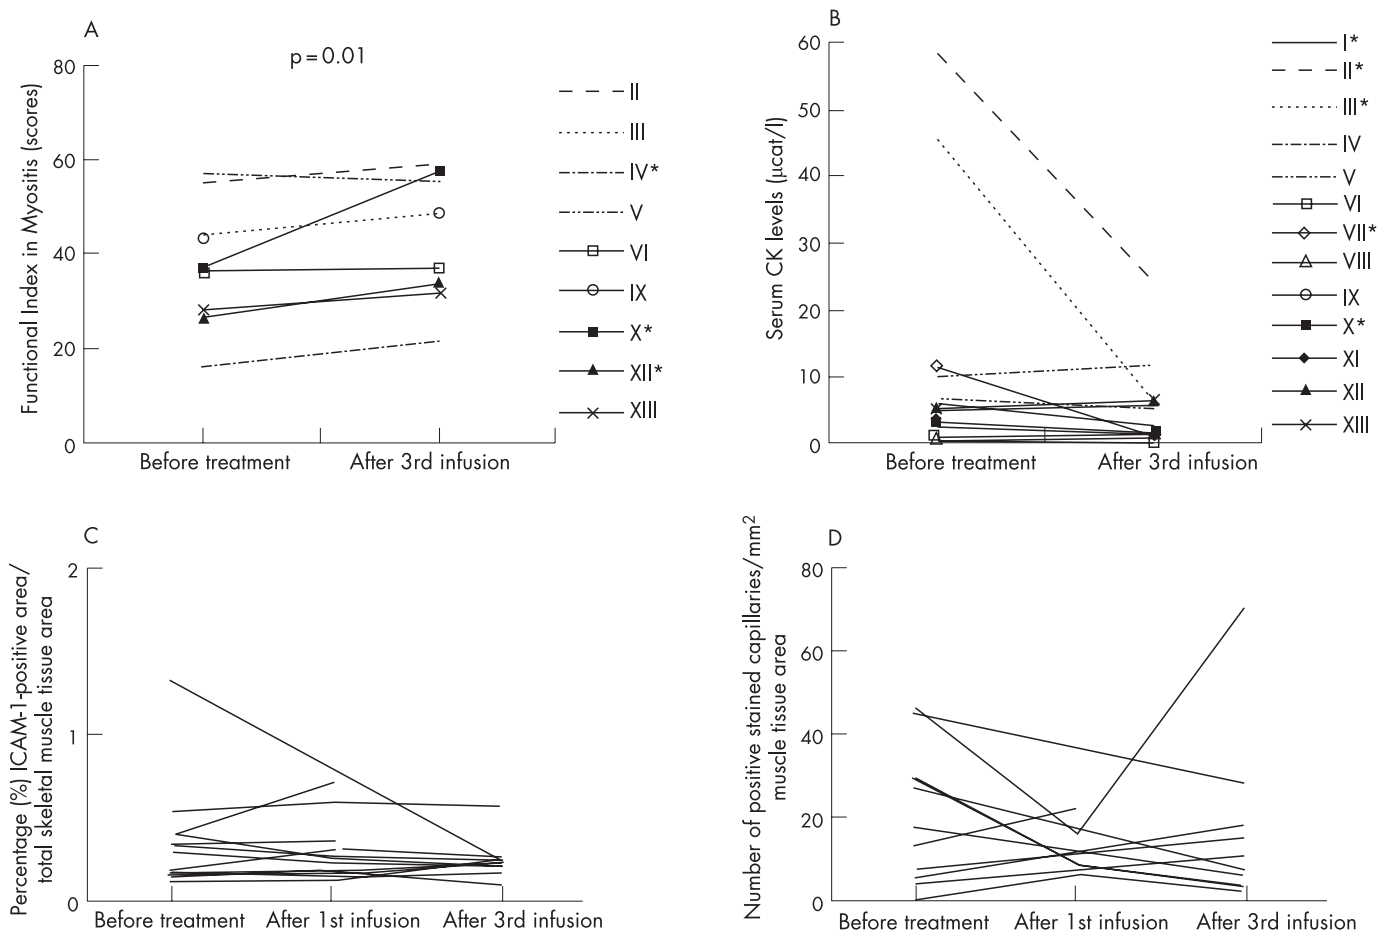 A
p = 0.01
Functional Index in Myositis (scores)
80
60
40
20
0
Before treatment
After 3rd infusion
II
III
IV*
V
VI
IX
X*
XII*
XIII
B
Serum CK levels (μcat/l)
60
50
40
30
20
10
0
Before treatment
After 3rd infusion
I*
II*
III*
IV
V
VI
VII*
VIII
IX
X*
XI
XII
XIII
C
Percentage (%) ICAM-1-positive area/
total skeletal muscle tissue area
2
1
0
Before treatment
After 1st infusion
After 3rd infusion
D
Number of positive stained capillaries/mm²
muscle tissue area
80
60
40
20
0
Before treatment
After 1st infusion
After 3rd infusion